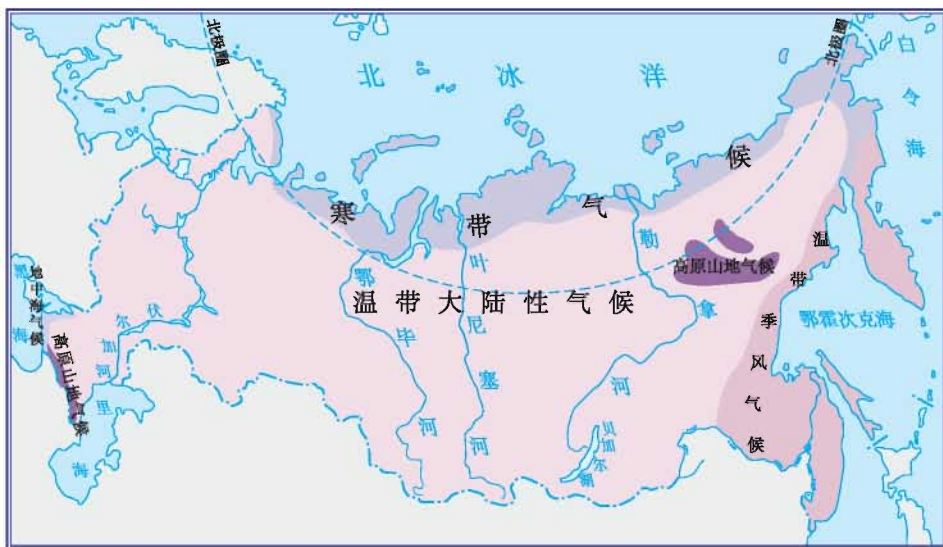 北极圈
北极圈
北冰洋
白令海
寒带气候
温带大陆性气候
高原山地气候
温带季风气候
鄂霍次克海
地中海气候
黑海
高原山地气候
里海
伏尔加河
鄂毕河
叶尼塞河
勒拿河
贝加尔湖